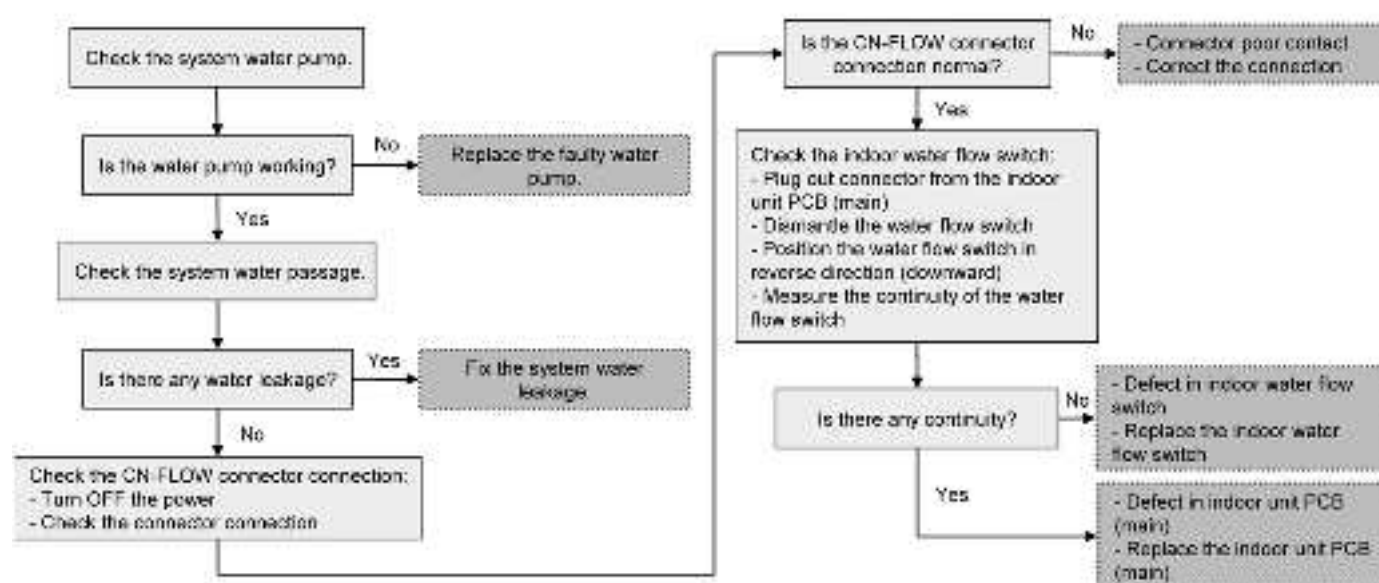 Check the system water pump.
Is the water pump working?
No
Replace the faulty water
pump.
Yes
Check the system water passage.
Is there any water leakage?
Yes
Fix the system water
leakage
No
Check the CN-FLOW connector connection:
- Turn OFF the power
- Check the connector connection
Is the CN-FLOW connector
connection normal?
No
- Connector poor contact
- Correct the connection
Yes
Check the indoor water flow switch:
- Plug out connector from the indoor
unit PCB (main)
- Dismantle the water flow switch
- Position the water flow switch in
reverse direction (downward)
- Measure the continuity of the water
flow switch
Is there any continuity?
No
- Defect in indoor water flow
switch
- Replace the indoor water
flow switch
Yes
- Defect in indoor unit PCB
(main)
- Replace the indoor unit PCB
(main)